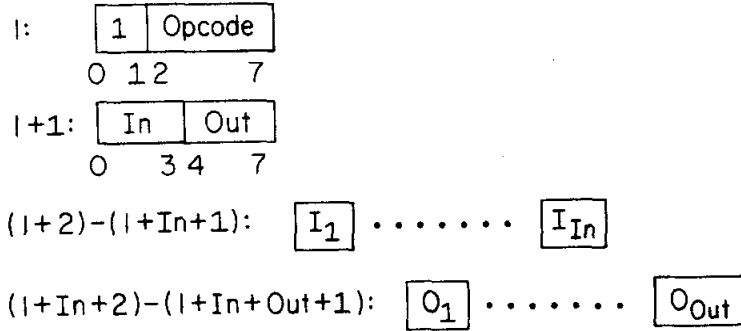 I: 1 Opcode
0 1 2 7
I+1: In Out
0 3 4 7
(I+2)-(I+In+1): I1 ....... IIn
(I+In+2)-(I+In+Out+1): O1 ....... OOut